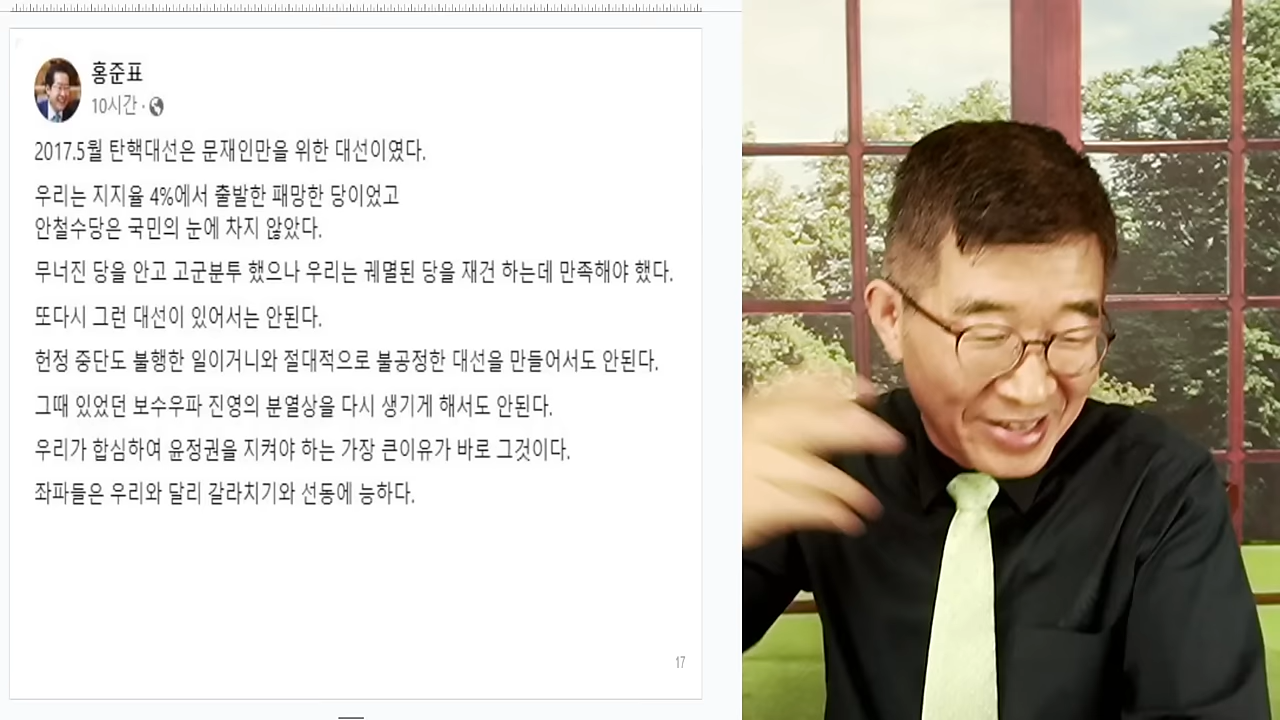 홍준표
10시간 ·
2017.5월 탄핵대선은 문재인만을 위한 대선이였다.
우리는 지지율 4%에서 출발한 패망한 당이었고
안철수당은 국민의 눈에 차지 않았다.
무너진 당을 안고 고군분투 했으나 우리는 궤멸된 당을 재건 하는데 만족해야 했다.
또다시 그런 대선이 있어서는 안된다.
헌정 중단도 불행한 일이거니와 절대적으로 불공정한 대선을 만들어서도 안된다.
그때 있었던 보수우파 진영의 분열상을 다시 생기게 해서도 안된다.
우리가 합심하여 윤정권을 지켜야 하는 가장 큰이유가 바로 그것이다.
좌파들은 우리와 달리 갈라치기와 선동에 능하다.
17